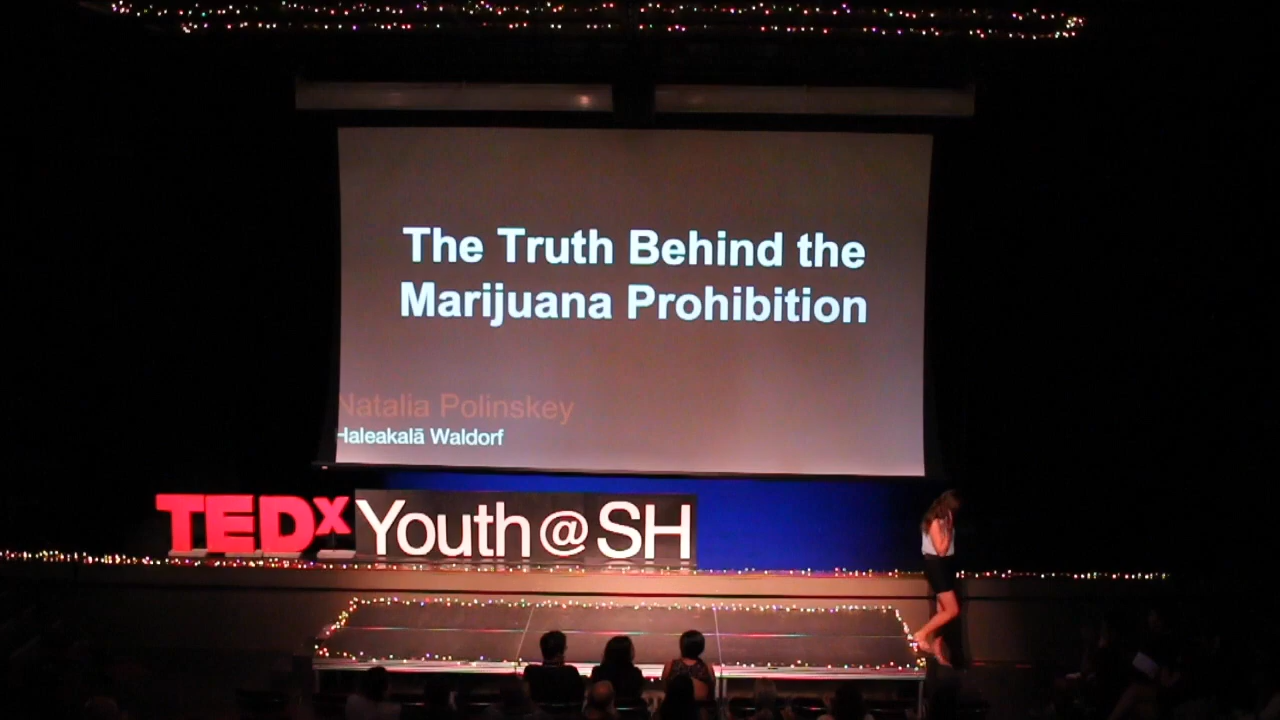 The Truth Behind the
Marijuana Prohibition
Natalia Polinskey
Haleakalā Waldorf
TEDx Youth@SH